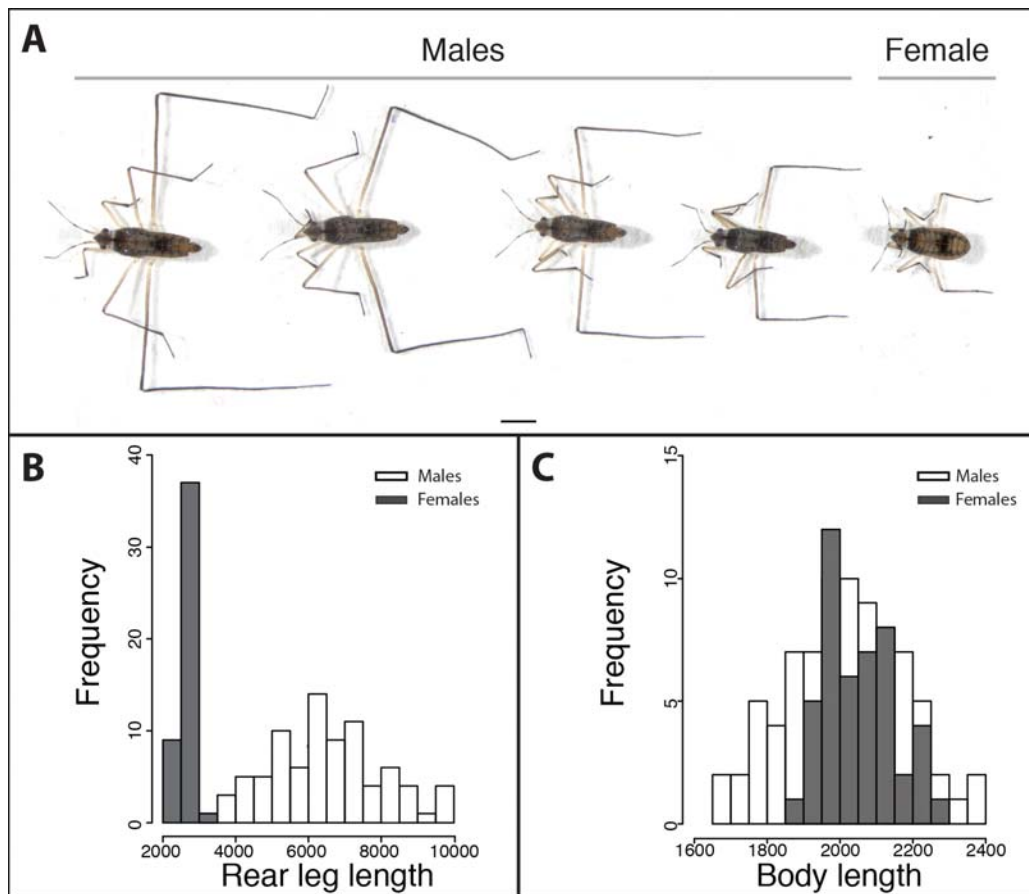 A
Males
Female
B
40
30
20
10
0
Frequency
Males
Females
2000
4000
6000
8000
10000
Rear leg length
C
15
10
5
0
Frequency
Males
Females
1600
1800
2000
2200
2400
Body length